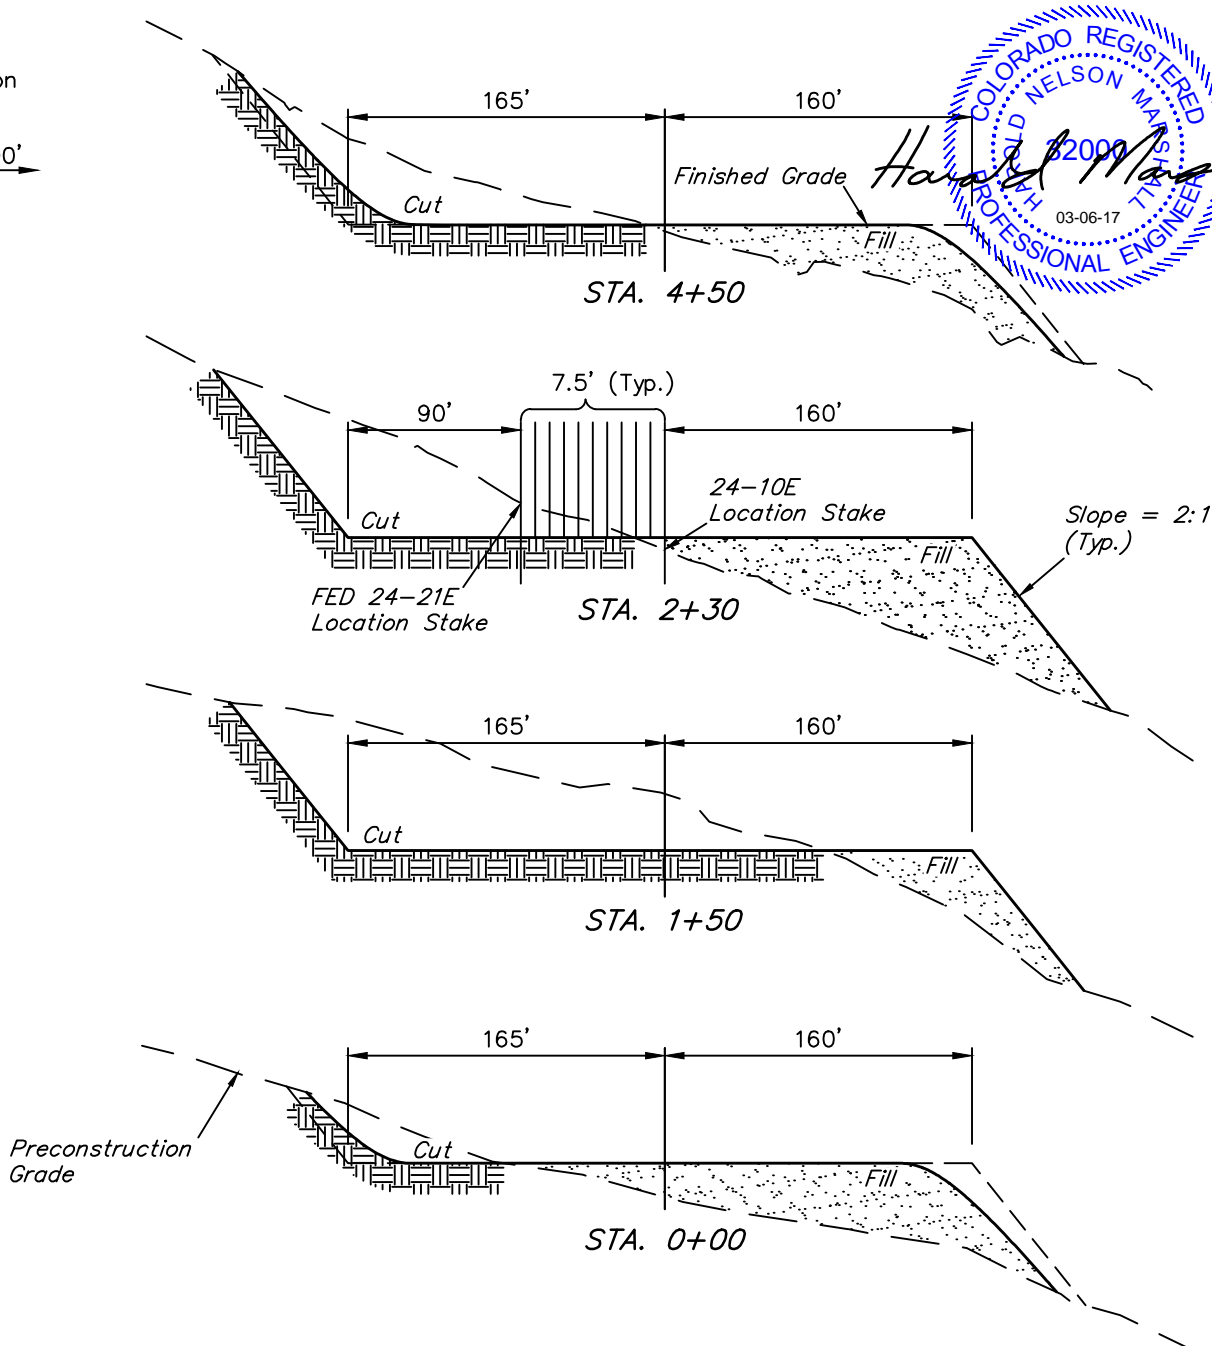 on
165'
160'
Finished Grade
Cut
Fill
STA. 4+50
COLORADO REGISTERED
PROFESSIONAL ENGINEER
HAROLD NELSON MARSHALL
32000
03-06-17
Harold
7.5' (Typ.)
90'
160'
24-10E
Location Stake
Slope = 2:1
(Typ.)
Cut
Fill
FED 24-21E
Location Stake
STA. 2+30
165'
160'
Cut
Fill
STA. 1+50
165'
160'
Preconstruction
Grade
Cut
Fill
STA. 0+00